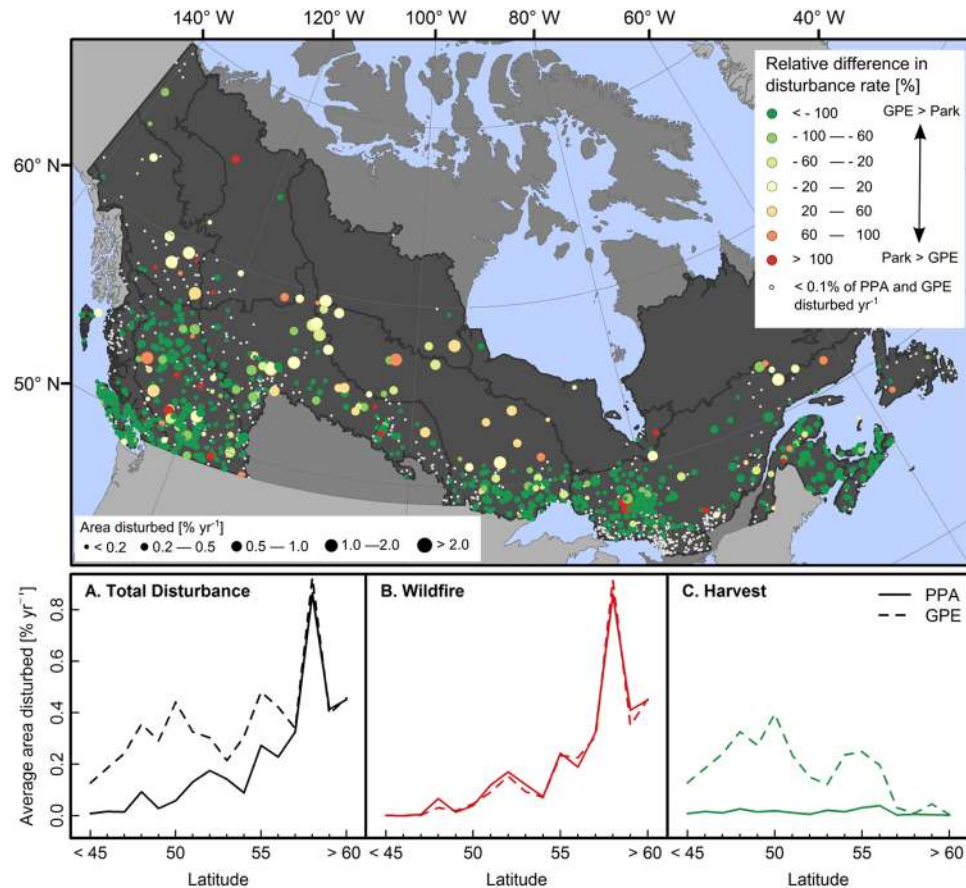 140° W 120° W 100° W 80° W 60° W 40° W
60° N
50° N
Relative difference in
disturbance rate [%]
< - 100 GPE > Park
- 100 — - 60
- 60 — - 20
- 20 — 20
20 — 60
60 — 100
> 100 Park > GPE
< 0.1% of PPA and GPE
disturbed yr⁻¹
Area disturbed [% yr⁻¹]
< 0.2 0.2 — 0.5 0.5 — 1.0 1.0 —2.0 > 2.0
A. Total Disturbance B. Wildfire C. Harvest
PPA
GPE
Average area disturbed [% yr⁻¹]
0.8
0.6
0.4
0.2
0.0
< 45 50 55 > 60 < 45 50 55 > 60 < 45 50 55 > 60
Latitude Latitude Latitude